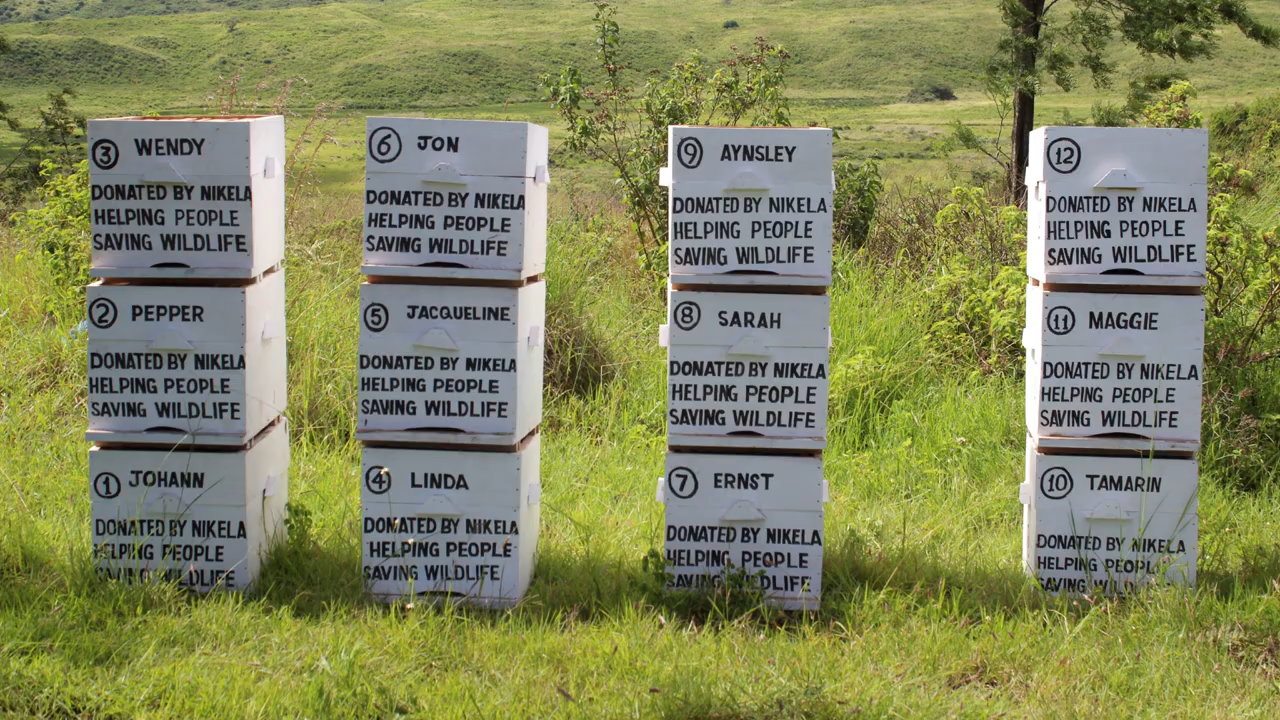 3 WENDY
DONATED BY NIKELA
HELPING PEOPLE
SAVING WILDLIFE
2 PEPPER
DONATED BY NIKELA
HELPING PEOPLE
SAVING WILDLIFE
1 JOHANN
DONATED BY NIKELA
HELPING PEOPLE
SAVING WILDLIFE
6 JON
DONATED BY NIKELA
HELPING PEOPLE
SAVING WILDLIFE
5 JACQUELINE
DONATED BY NIKELA
HELPING PEOPLE
SAVING WILDLIFE
4 LINDA
DONATED BY NIKELA
HELPING PEOPLE
SAVING WILDLIFE
9 AYNSLEY
DONATED BY NIKELA
HELPING PEOPLE
SAVING WILDLIFE
8 SARAH
DONATED BY NIKELA
HELPING PEOPLE
SAVING WILDLIFE
7 ERNST
DONATED BY NIKELA
HELPING PEOPLE
SAVING WILDLIFE
12
DONATED BY NIKELA
HELPING PEOPLE
SAVING WILDLIFE
11 MAGGIE
DONATED BY NIKELA
HELPING PEOPLE
SAVING WILDLIFE
10 TAMARIN
DONATED BY NIKELA
HELPING PEOPLE
SAVING WILDLIFE